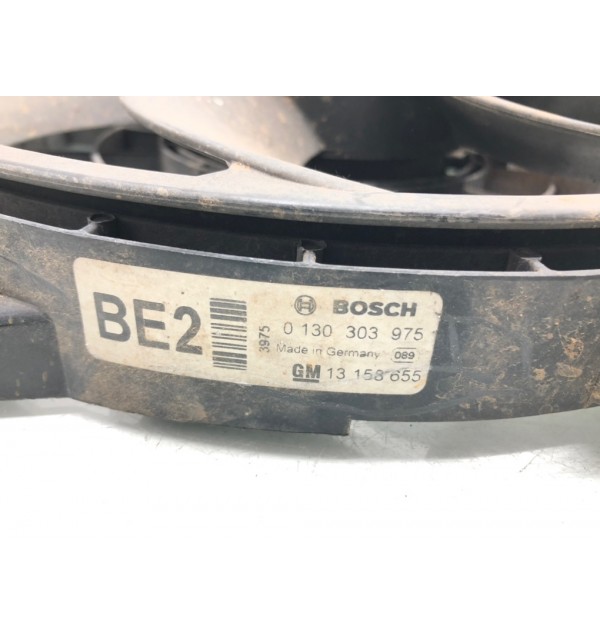 BE2
3975
BOSCH
0 130 303 975
Made in Germany 089
GM 13 158 655